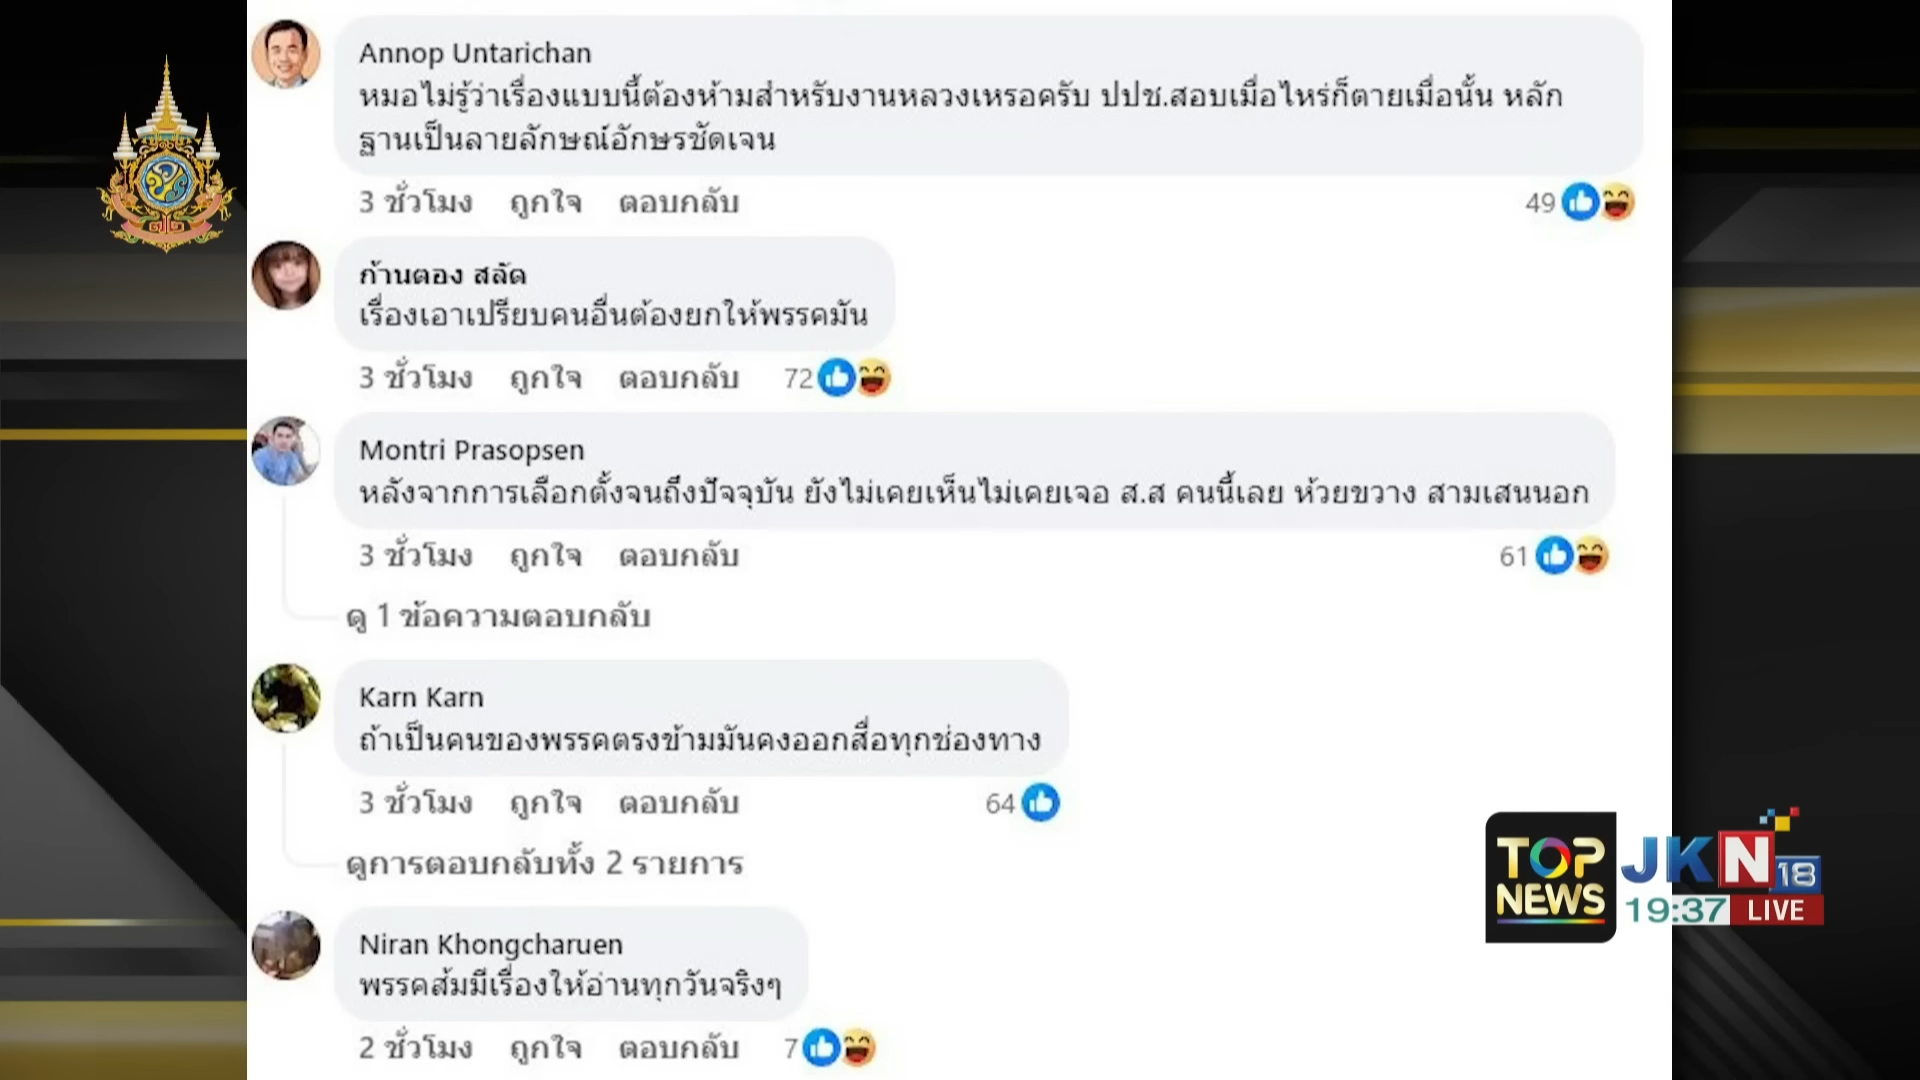 Annop Untarichan
หมอไม่รู้ว่าเรื่องแบบนี้ต้องห้ามสำหรับงานหลวงเหรอครับ ปปช.สอบเมื่อไหร่ก็ตายเมื่อนั้น หลัก
ฐานเป็นลายลักษณ์อักษรชัดเจน
3 ชั่วโมง ถูกใจ ตอบกลับ 49
ก้านตอง สลัด
เรื่องเอาเปรียบคนอื่นต้องยกให้พรรคมัน
3 ชั่วโมง ถูกใจ ตอบกลับ 72
Montri Prasopsen
หลังจากการเลือกตั้งจนถึงปัจจุบัน ยังไม่เคยเห็นไม่เคยเจอ ส.ส คนนี้เลย ห้วยขวาง สามเสนนอก
3 ชั่วโมง ถูกใจ ตอบกลับ 61
ดู 1 ข้อความตอบกลับ
Karn Karn
ถ้าเป็นคนของพรรคตรงข้ามมันคงออกสื่อทุกช่องทาง
3 ชั่วโมง ถูกใจ ตอบกลับ 64
ดูการตอบกลับทั้ง 2 รายการ
Niran Khongcharuen
พรรคส้มมีเรื่องให้อ่านทุกวันจริงๆ
2 ชั่วโมง ถูกใจ ตอบกลับ 7
TOP
NEWS
JKN 18
19:37 LIVE